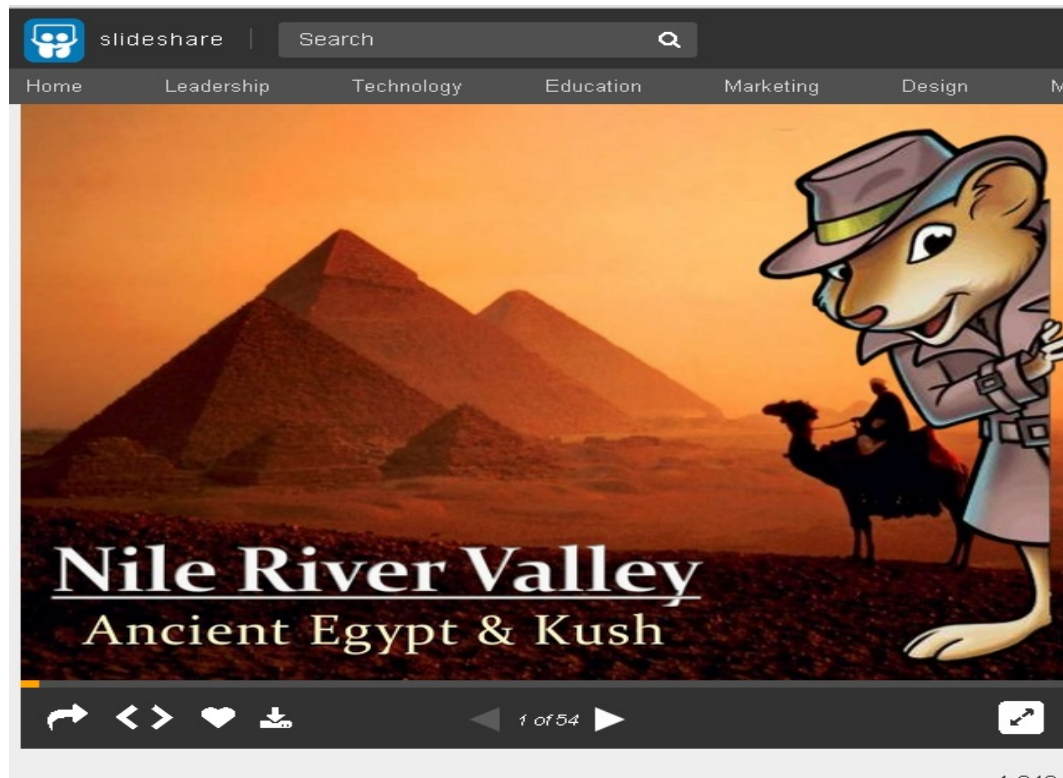 slideshare
Search
Home Leadership Technology Education Marketing Design
Nile River Valley
Ancient Egypt & Kush
1 of 54